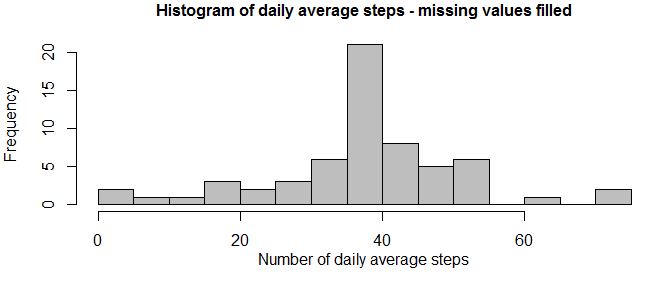 Histogram of daily average steps - missing values filled
Frequency
20
15
10
5
0
0 20 40 60
Number of daily average steps